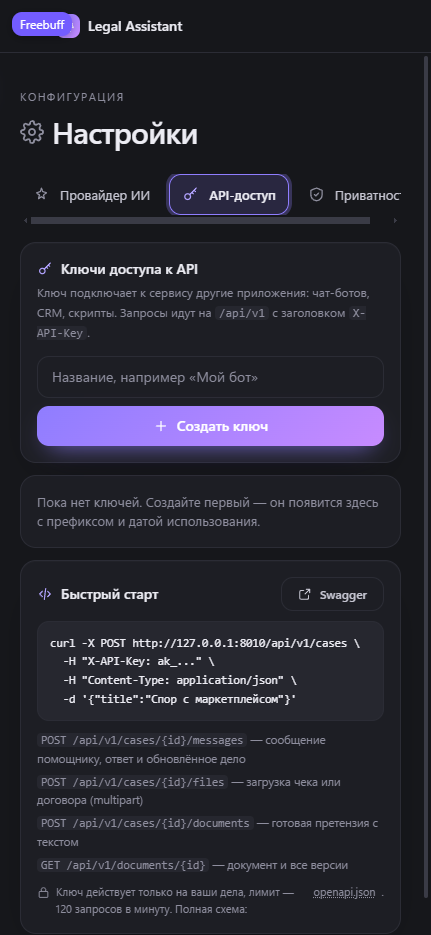 Freebuff Legal Assistant
КОНФИГУРАЦИЯ
Настройки
Провайдер ИИ API-доступ Приватнос
Ключи доступа к API
Ключ подключает к сервису другие приложения: чат-ботов,
CRM, скрипты. Запросы идут на /api/v1 с заголовком X-
API-Key.
Название, например «Мой бот»
+ Создать ключ
Пока нет ключей. Создайте первый — он появится здесь
с префиксом и датой использования.
Быстрый старт Swagger
curl -X POST http://127.0.0.1:8010/api/v1/cases \
-H "X-API-Key: ak_..." \
-H "Content-Type: application/json" \
-d '{"title":"Спор с маркетплейсом"}'
POST /api/v1/cases/{id}/messages — сообщение
помощнику, ответ и обновлённое дело
POST /api/v1/cases/{id}/files — загрузка чека или
договора (multipart)
POST /api/v1/cases/{id}/documents — готовая претензия с
текстом
GET /api/v1/documents/{id} — документ и все версии
Ключ действует только на ваши дела, лимит — openapi.json .
120 запросов в минуту. Полная схема: